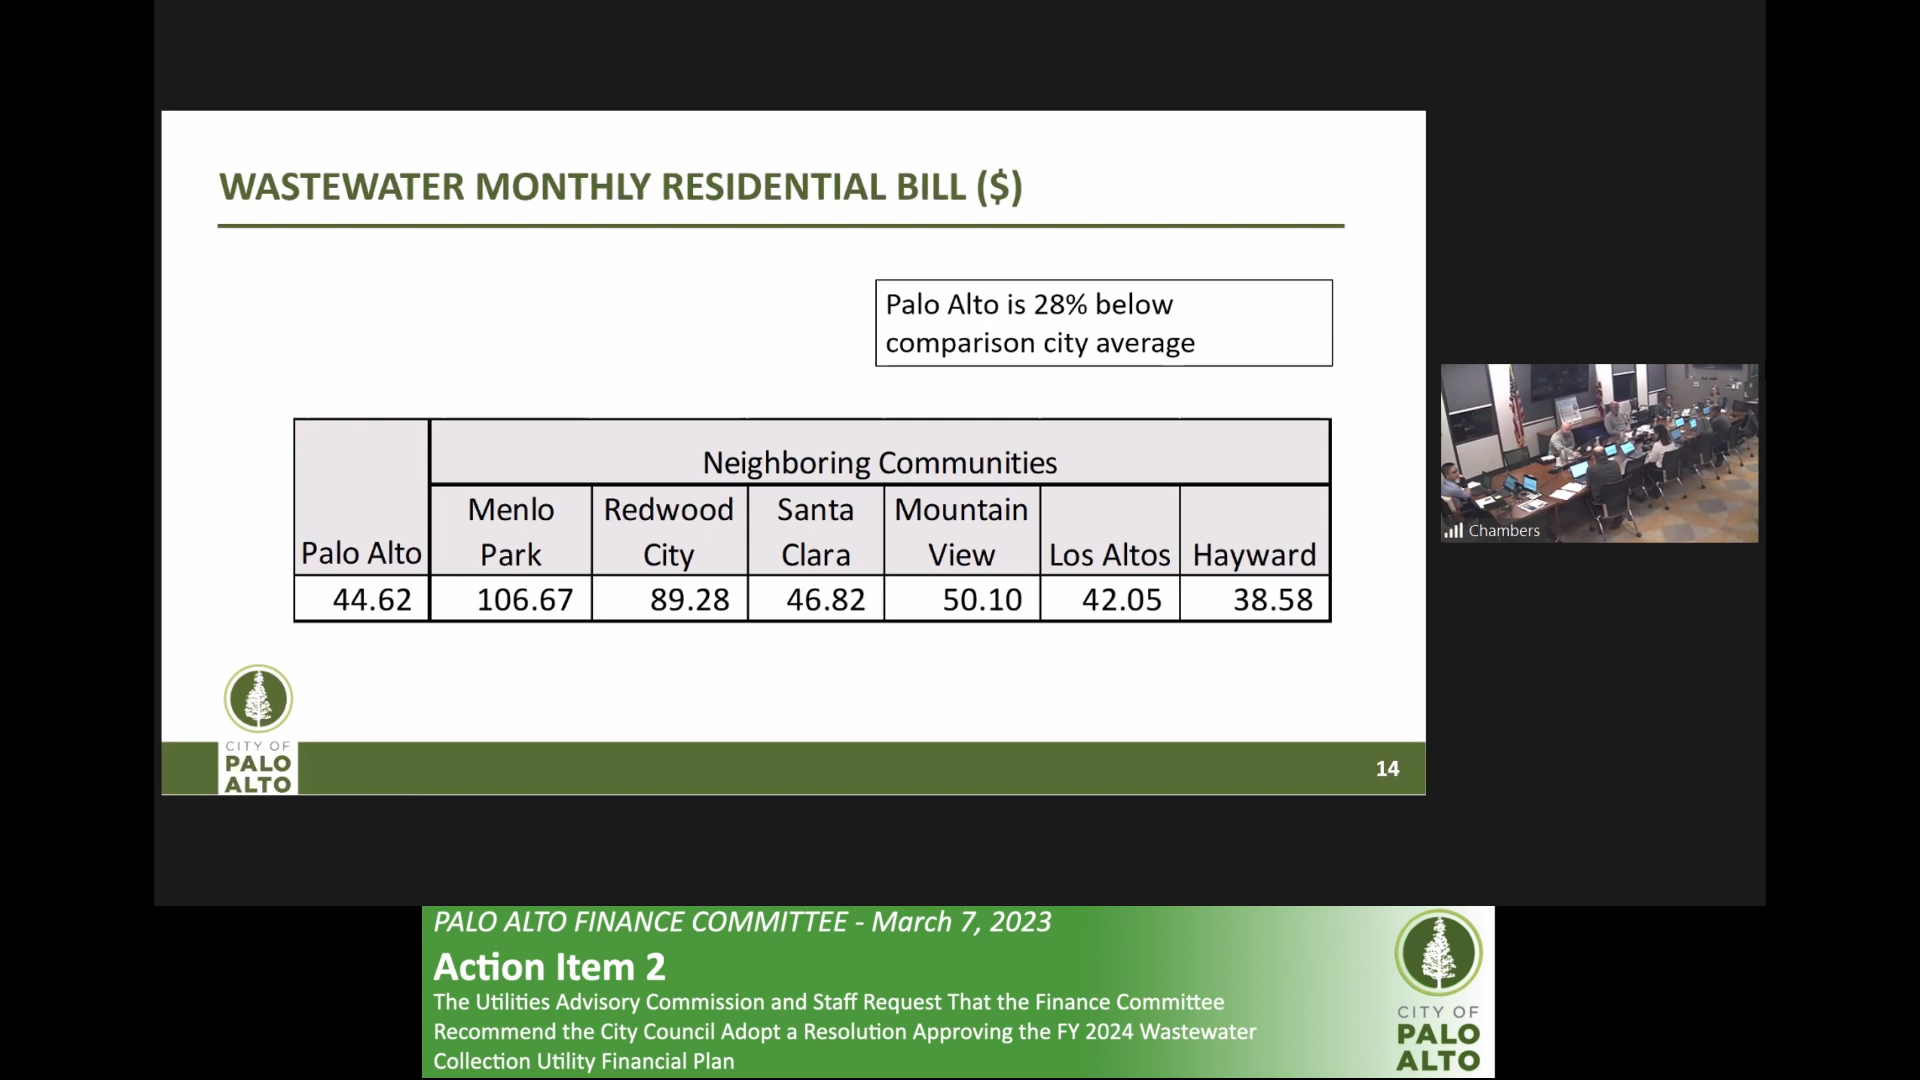 WASTEWATER MONTHLY RESIDENTIAL BILL ($)
Palo Alto is 28% below
comparison city average
Neighboring Communities
Palo Alto
Menlo
Park
Redwood
City
Santa
Clara
Mountain
View
Los Altos
Hayward
44.62 106.67 89.28 46.82 50.10 42.05 38.58
CITY OF
PALO
ALTO
14
Chambers
PALO ALTO FINANCE COMMITTEE - March 7, 2023
Action Item 2
The Utilities Advisory Commission and Staff Request That the Finance Committee
Recommend the City Council Adopt a Resolution Approving the FY 2024 Wastewater
Collection Utility Financial Plan
CITY OF
PALO
ALTO